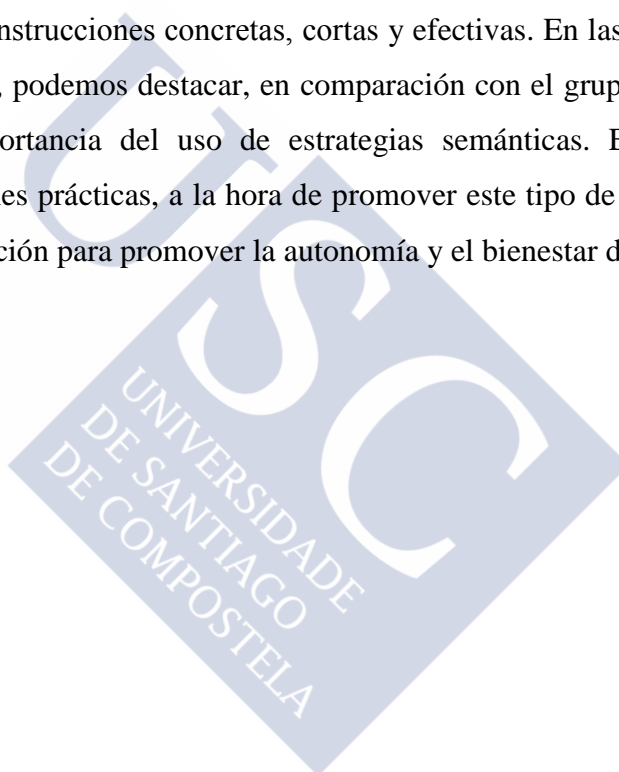 nstrucciones concretas, cortas y efectivas. En las
, podemos destacar, en comparación con el grup
ortancia del uso de estrategias semánticas. E
es prácticas, a la hora de promover este tipo de
ción para promover la autonomía y el bienestar d
USC
UNIVERSIDADE
DE SANTIAGO
DE COMPOSTELA